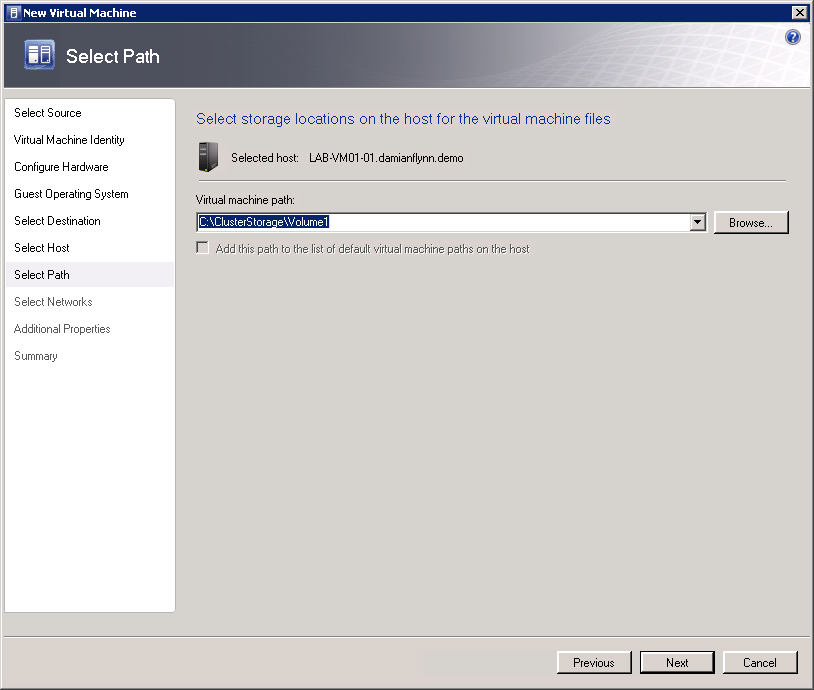 New Virtual Machine
Select Path
Select Source
Virtual Machine Identity
Configure Hardware
Guest Operating System
Select Destination
Select Host
Select Path
Select Networks
Additional Properties
Summary
Select storage locations on the host for the virtual machine files
Selected host: LAB-VM01-01.damianflynn.demo
Virtual machine path:
C:\ClusterStorage\Volume1
Browse...
Add this path to the list of default virtual machine paths on the host
Previous
Next
Cancel